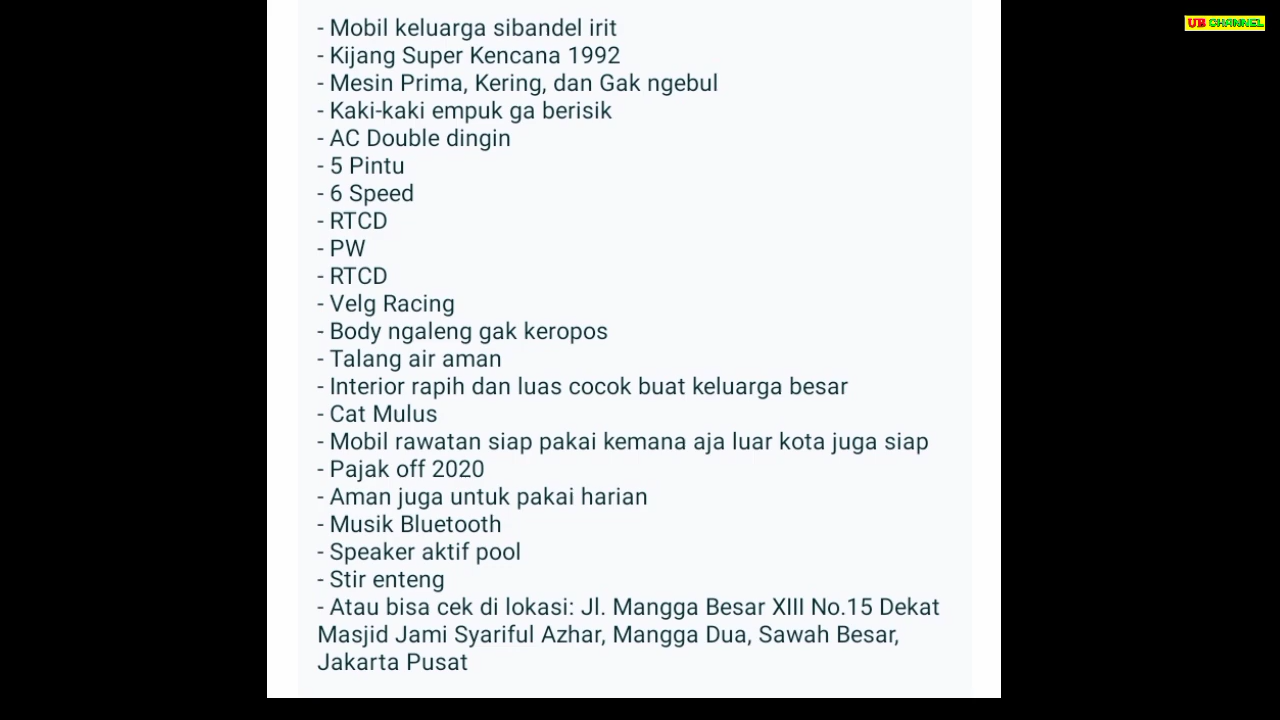 UB CHANNEL
- Mobil keluarga sibandel irit
- Kijang Super Kencana 1992
- Mesin Prima, Kering, dan Gak ngebul
- Kaki-kaki empuk ga berisik
- AC Double dingin
- 5 Pintu
- 6 Speed
- RTCD
- PW
- RTCD
- Velg Racing
- Body ngaleng gak keropos
- Talang air aman
- Interior rapih dan luas cocok buat keluarga besar
- Cat Mulus
- Mobil rawatan siap pakai kemana aja luar kota juga siap
- Pajak off 2020
- Aman juga untuk pakai harian
- Musik Bluetooth
- Speaker aktif pool
- Stir enteng
- Atau bisa cek di lokasi: Jl. Mangga Besar XIII No.15 Dekat
Masjid Jami Syariful Azhar, Mangga Dua, Sawah Besar,
Jakarta Pusat